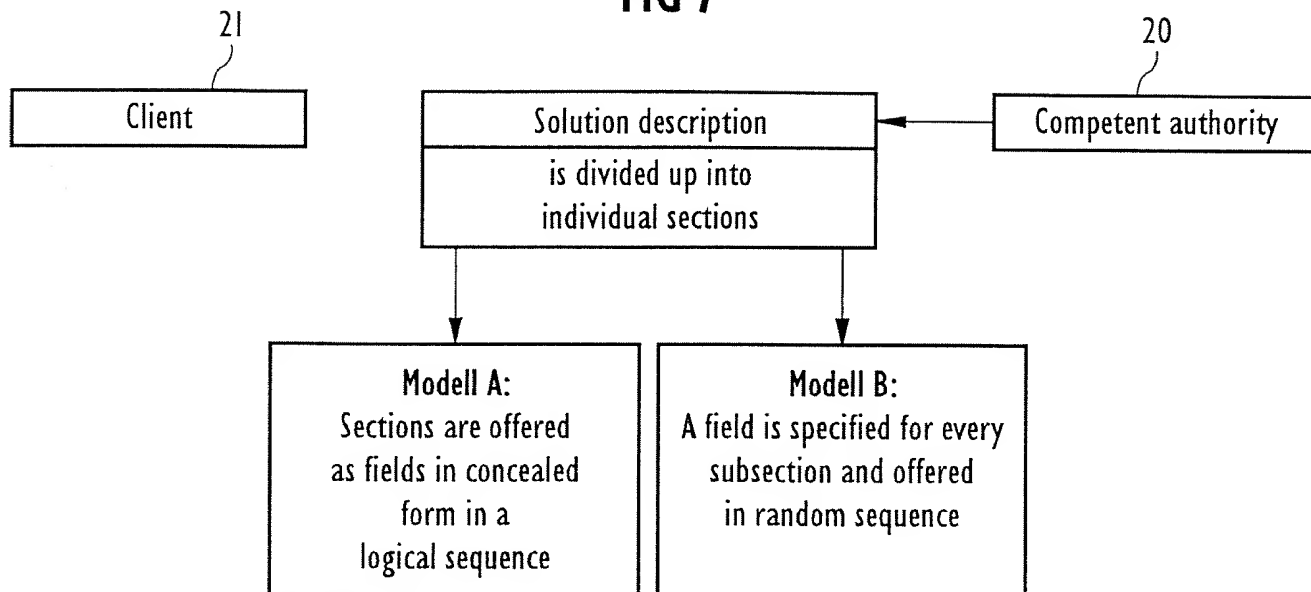 FIG 7
21
20
Client
Solution description
Competent authority
is divided up into
individual sections
Modell A:
Sections are offered
as fields in concealed
form in a
logical sequence
Modell B:
A field is specified for every
subsection and offered
in random sequence